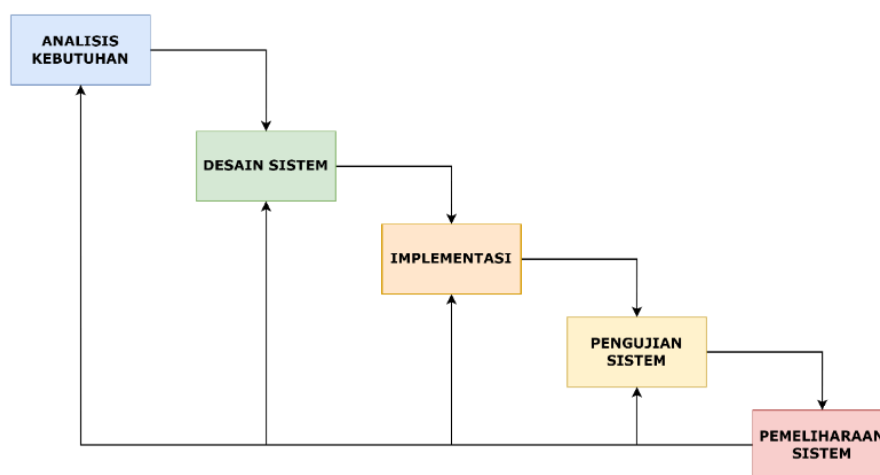 ANALISIS
KEBUTUHAN
DESAIN SISTEM
IMPLEMENTASI
PENGUJIAN
SISTEM
PEMELIHARAAN
SISTEM